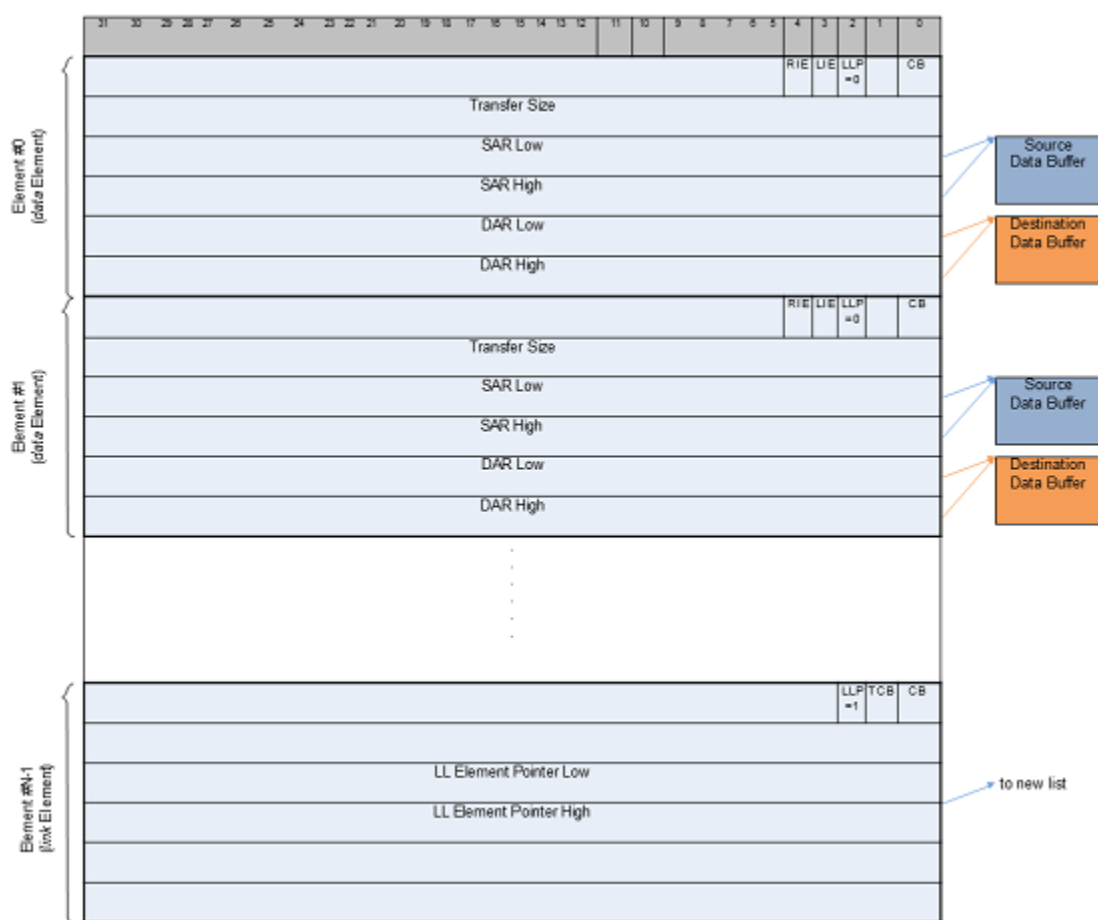 31 30 29 28 27 26 25 24 23 22 21 20 19 18 17 16 15 14 13 12 11 10 9 8 7 6 5 4 3 2 1 0
RIE LIE LLP =0 CB
Transfer Size
SAR Low
SAR High
DAR Low
DAR High
Element #0
(data Element)
Source
Data Buffer
Destination
Data Buffer
RIE LIE LLP =0 CB
Transfer Size
SAR Low
SAR High
DAR Low
DAR High
Element #1
(data Element)
Source
Data Buffer
Destination
Data Buffer
LLP =1 TCB CB
LL Element Pointer Low
LL Element Pointer High
Element #N-1
(link Element)
to new list